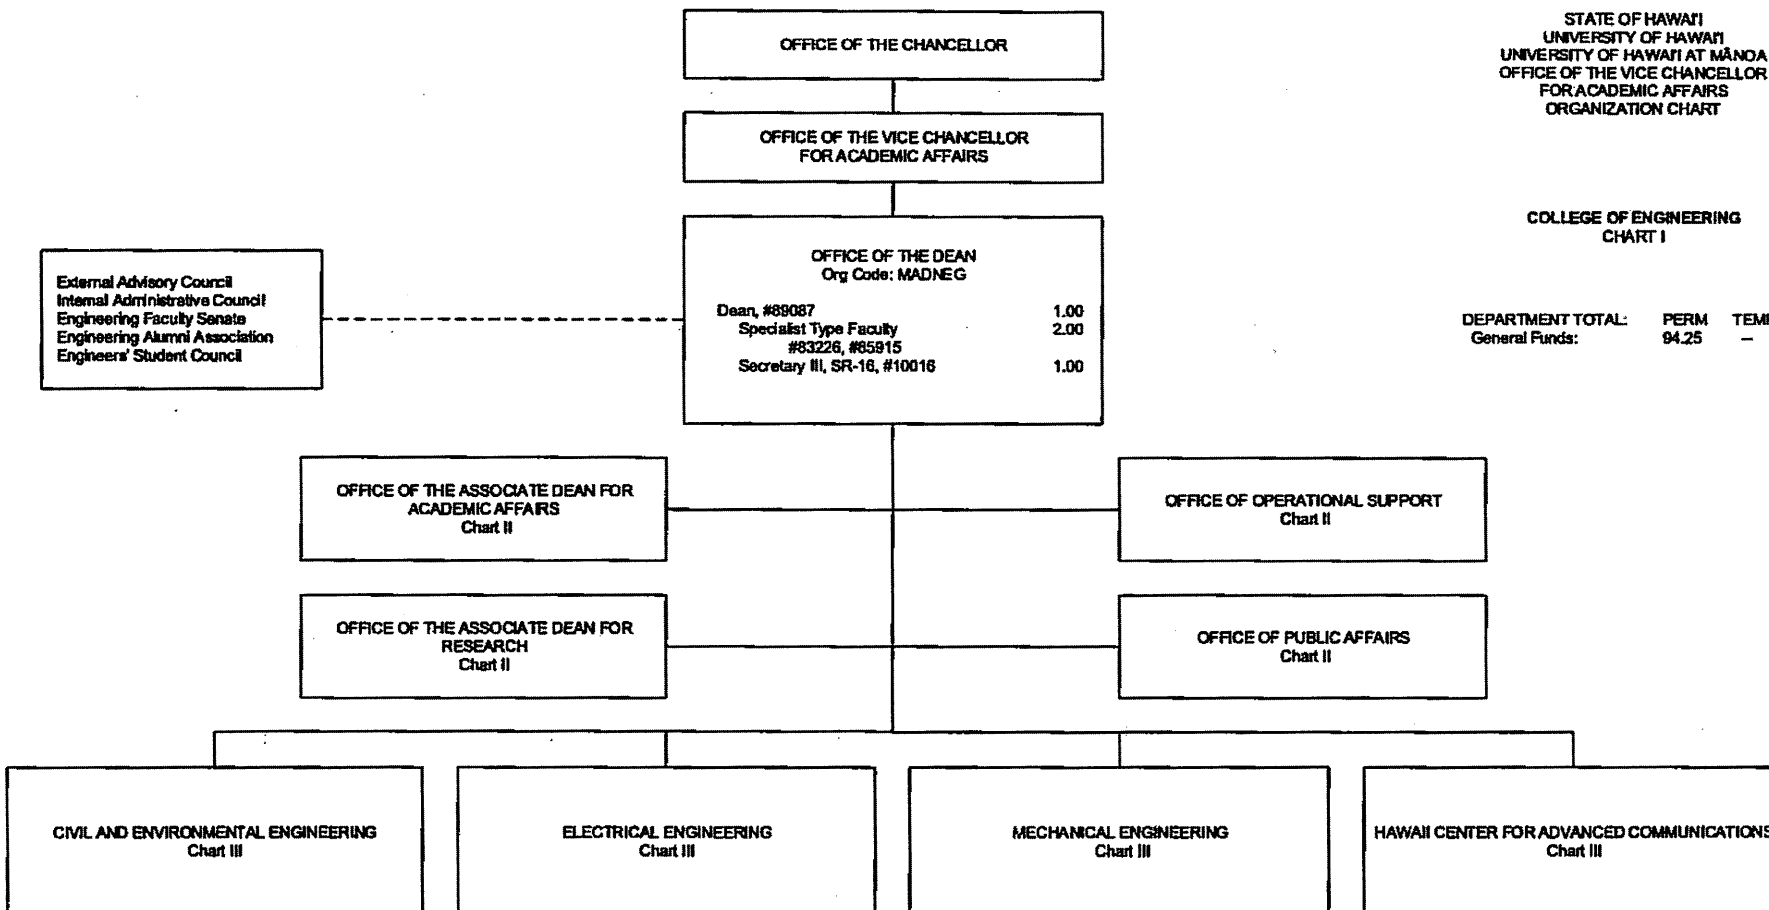 OFFICE OF THE CHANCELLOR
STATE OF HAWAI'I
UNIVERSITY OF HAWAI'I
UNIVERSITY OF HAWAI'I AT MĀNOA
OFFICE OF THE VICE CHANCELLOR
FOR ACADEMIC AFFAIRS
ORGANIZATION CHART
OFFICE OF THE VICE CHANCELLOR
FOR ACADEMIC AFFAIRS
COLLEGE OF ENGINEERING
CHART I
External Advisory Council
Internal Administrative Council
Engineering Faculty Senate
Engineering Alumni Association
Engineers' Student Council
OFFICE OF THE DEAN
Org Code: MADNEG
Dean, #89087 1.00
Specialist Type Faculty 2.00
#83226, #85915
Secretary III, SR-16, #10016 1.00
DEPARTMENT TOTAL: PERM TEM
General Funds: 94.25 –
OFFICE OF THE ASSOCIATE DEAN FOR
ACADEMIC AFFAIRS
Chart II
OFFICE OF OPERATIONAL SUPPORT
Chart II
OFFICE OF THE ASSOCIATE DEAN FOR
RESEARCH
Chart II
OFFICE OF PUBLIC AFFAIRS
Chart II
CIVIL AND ENVIRONMENTAL ENGINEERING
Chart III
ELECTRICAL ENGINEERING
Chart III
MECHANICAL ENGINEERING
Chart III
HAWAII CENTER FOR ADVANCED COMMUNICATIONS
Chart III